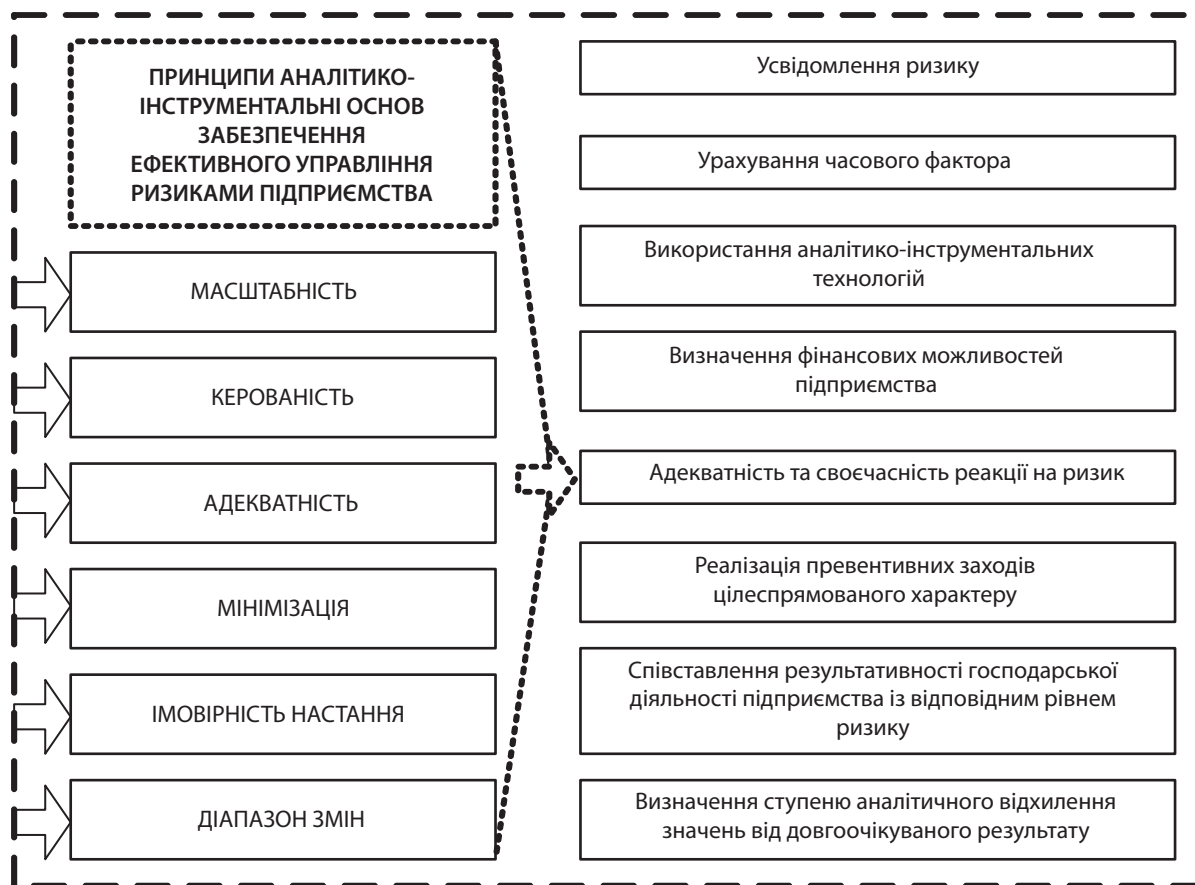 ПРИНЦИПИ АНАЛІТИКО-
ІНСТРУМЕНТАЛЬНІ ОСНОВ
ЗАБЕЗПЕЧЕННЯ
ЕФЕКТИВНОГО УПРАВЛІННЯ
РИЗИКАМИ ПІДПРИЄМСТВА
МАСШТАБНІСТЬ
КЕРОВАНІСТЬ
АДЕКВАТНІСТЬ
МІНІМІЗАЦІЯ
ІМОВІРНІСТЬ НАСТАННЯ
ДІАПАЗОН ЗМІН
Усвідомлення ризику
Урахування часового фактора
Використання аналітико-інструментальних
технологій
Визначення фінансових можливостей
підприємства
Адекватність та своєчасність реакції на ризик
Реалізація превентивних заходів
цілеспрямованого характеру
Співставлення результативності господарської
діяльності підприємства із відповідним рівнем
ризику
Визначення ступеню аналітичного відхилення
значень від довгоочікуваного результату